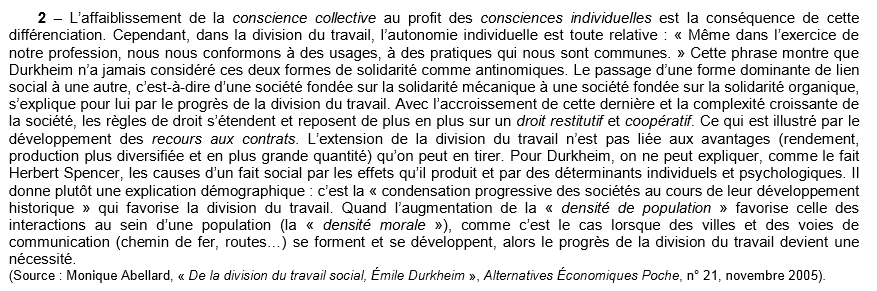 2 – L’affaiblissement de la conscience collective au profit des consciences individuelles est la conséquence de cette
différenciation. Cependant, dans la division du travail, l’autonomie individuelle est toute relative : « Même dans l’exercice de
notre profession, nous nous conformons à des usages, à des pratiques qui nous sont communes. » Cette phrase montre que
Durkheim n’a jamais considéré ces deux formes de solidarité comme antinomiques. Le passage d’une forme dominante de lien
social à une autre, c’est-à-dire d’une société fondée sur la solidarité mécanique à une société fondée sur la solidarité organique,
s’explique pour lui par le progrès de la division du travail. Avec l’accroissement de cette dernière et la complexité croissante de
la société, les règles de droit s’étendent et reposent de plus en plus sur un droit restitutif et coopératif. Ce qui est illustré par le
développement des recours aux contrats. L’extension de la division du travail n’est pas liée aux avantages (rendement,
production plus diversifiée et en plus grande quantité) qu’on peut en tirer. Pour Durkheim, on ne peut expliquer, comme le fait
Herbert Spencer, les causes d’un fait social par les effets qu’il produit et par des déterminants individuels et psychologiques. Il
donne plutôt une explication démographique : c’est la « condensation progressive des sociétés au cours de leur développement
historique » qui favorise la division du travail. Quand l’augmentation de la « densité de population » favorise celle des
interactions au sein d’une population (la « densité morale »), comme c’est le cas lorsque des villes et des voies de
communication (chemin de fer, routes…) se forment et se développent, alors le progrès de la division du travail devient une
nécessité.
(Source : Monique Abellard, « De la division du travail social, Émile Durkheim », Alternatives Économiques Poche, n° 21, novembre 2005).